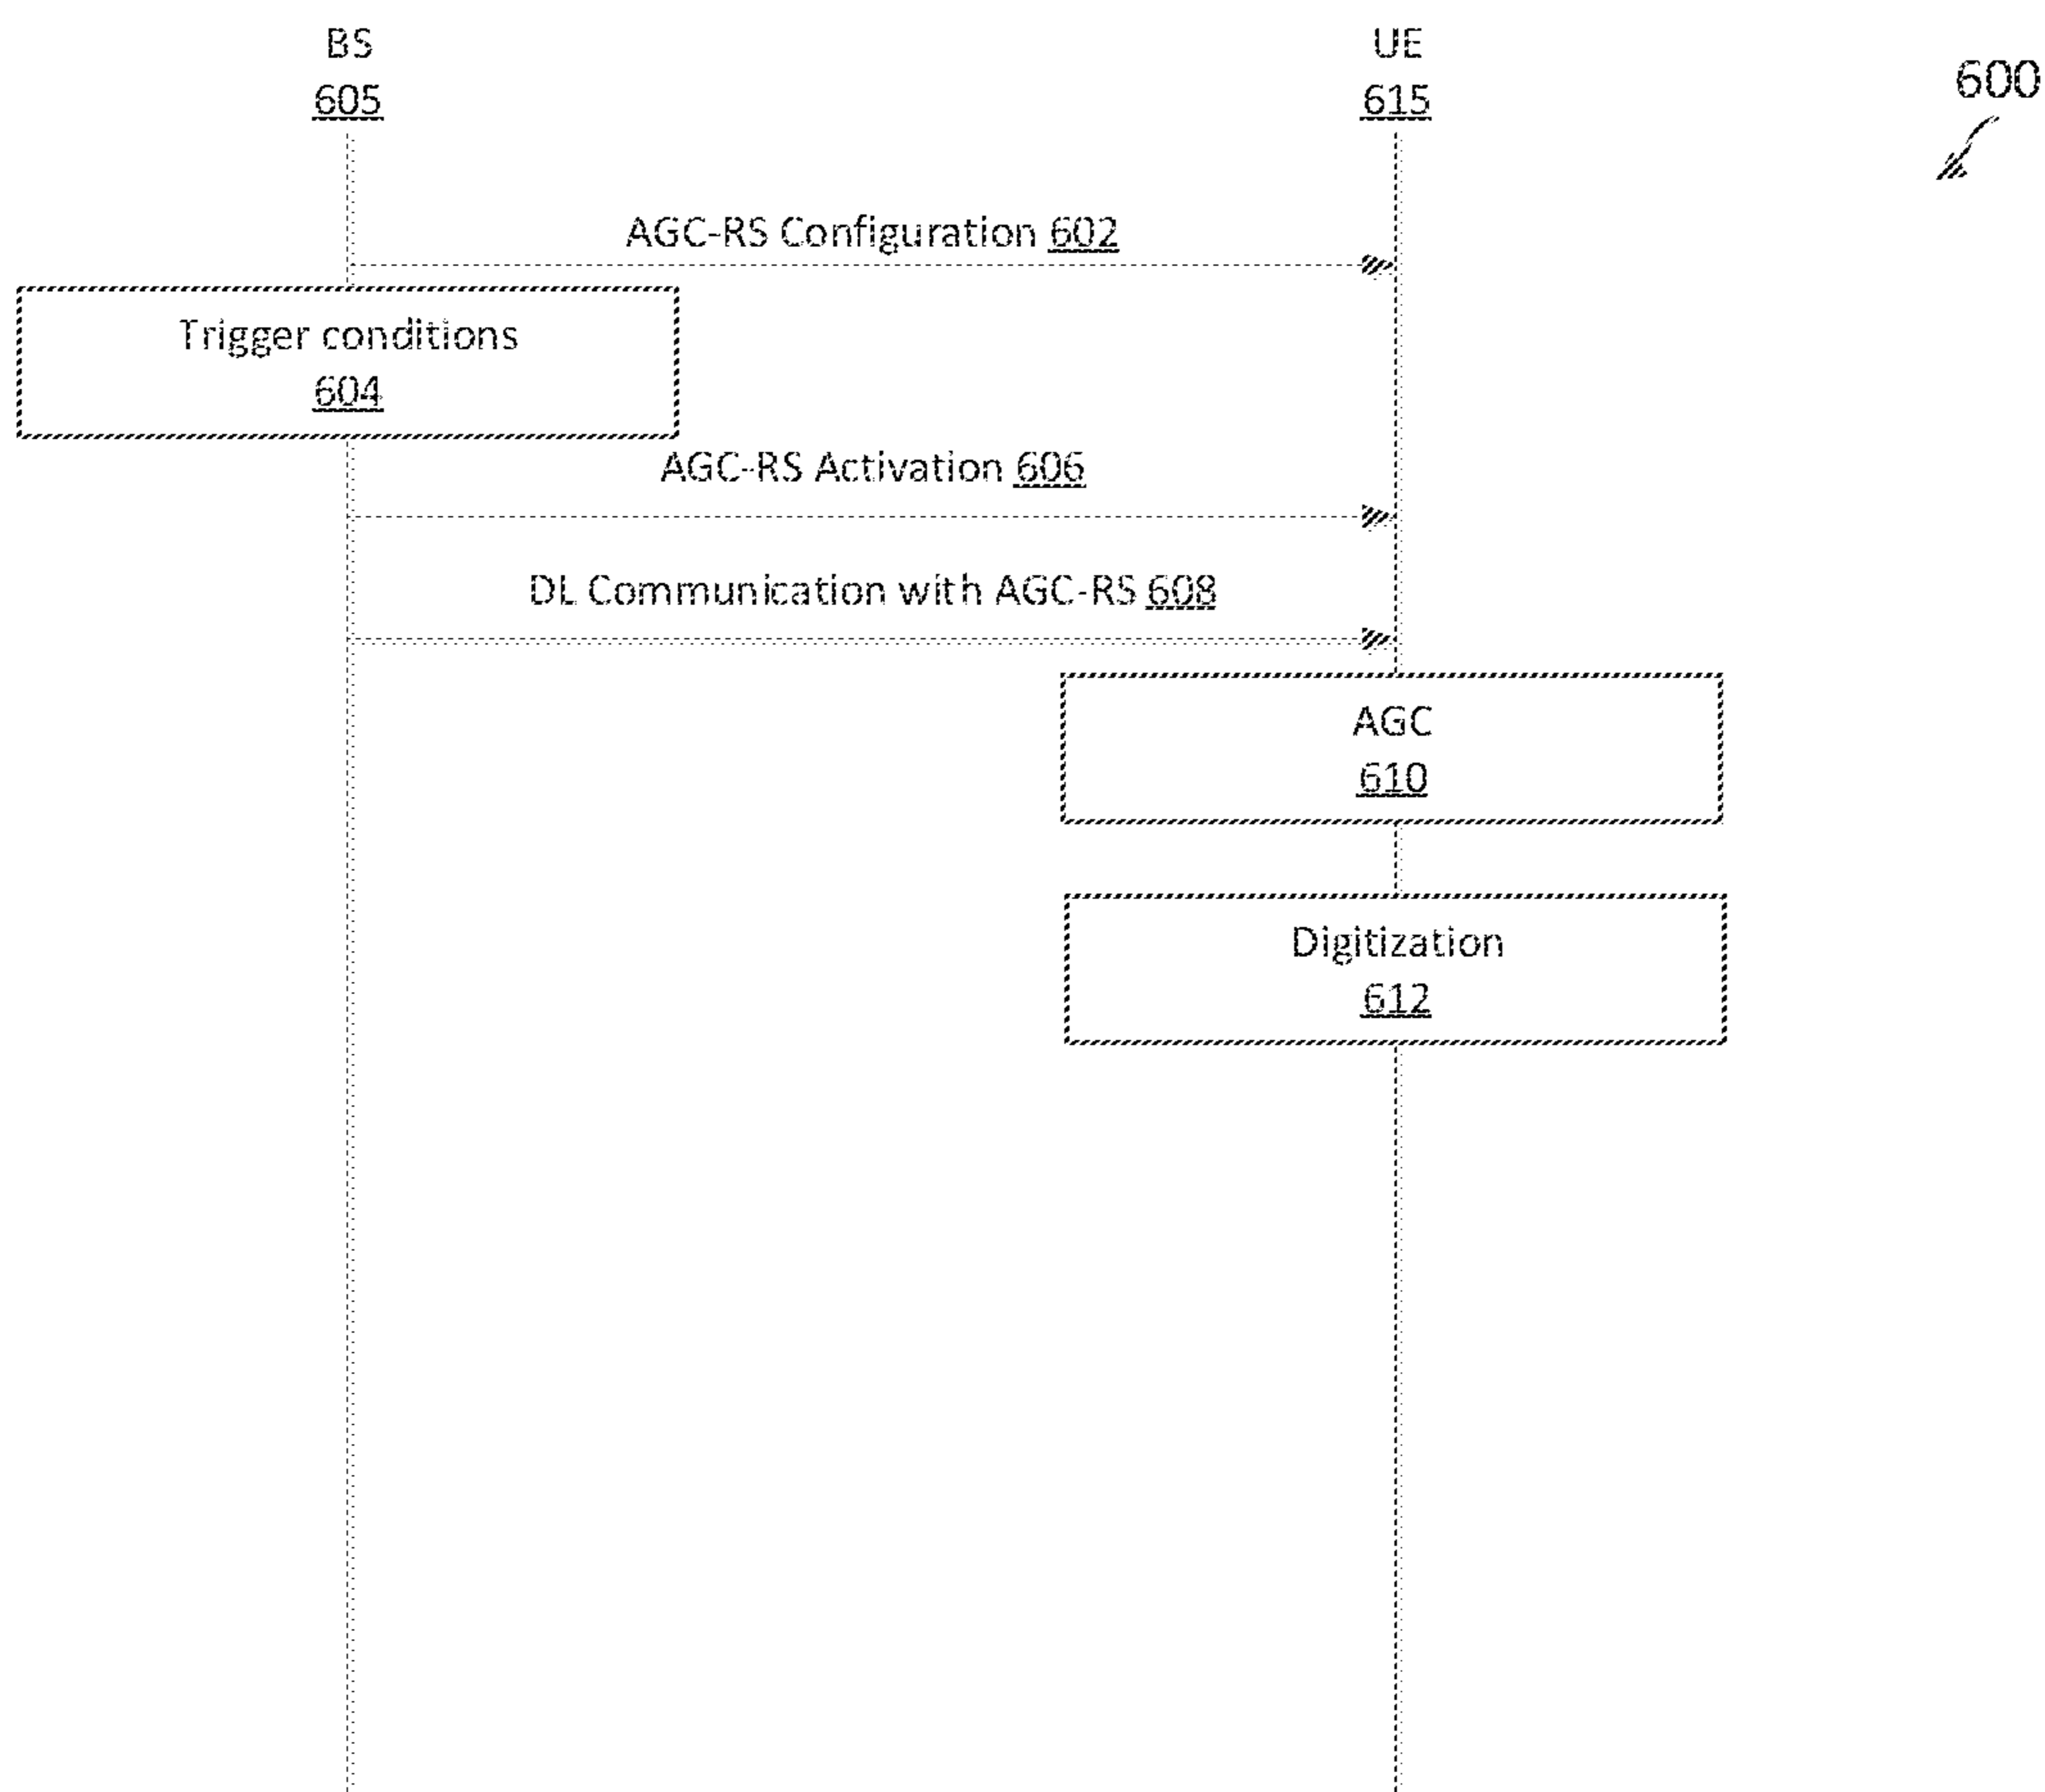 BS
605
UE
615
600
AGC-RS Configuration 602
Trigger conditions
604
AGC-RS Activation 606
DL Communication with AGC-RS 608
AGC
610
Digitization
612